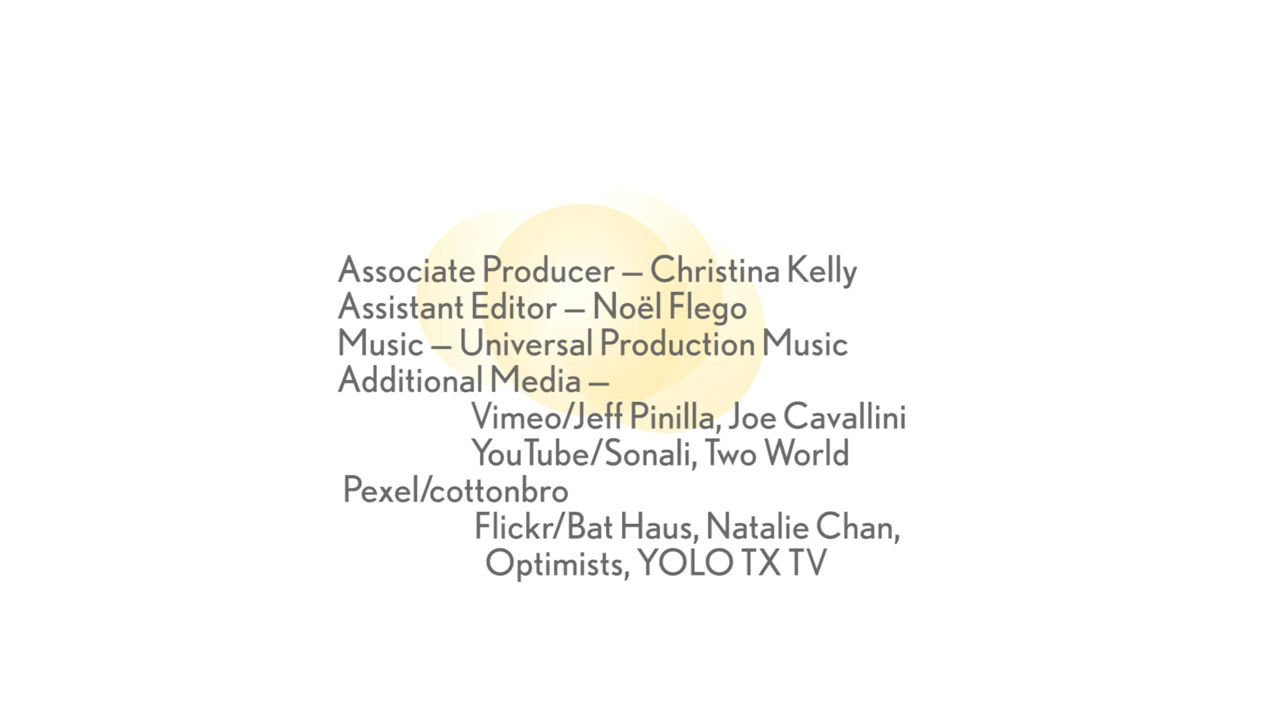 Associate Producer – Christina Kelly
Assistant Editor – Noël Flego
Music – Universal Production Music
Additional Media –
Vimeo/Jeff Pinilla, Joe Cavallini
YouTube/Sonali, Two World
Pexel/cottonbro
Flickr/Bat Haus, Natalie Chan,
Optimists, YOLO TX TV